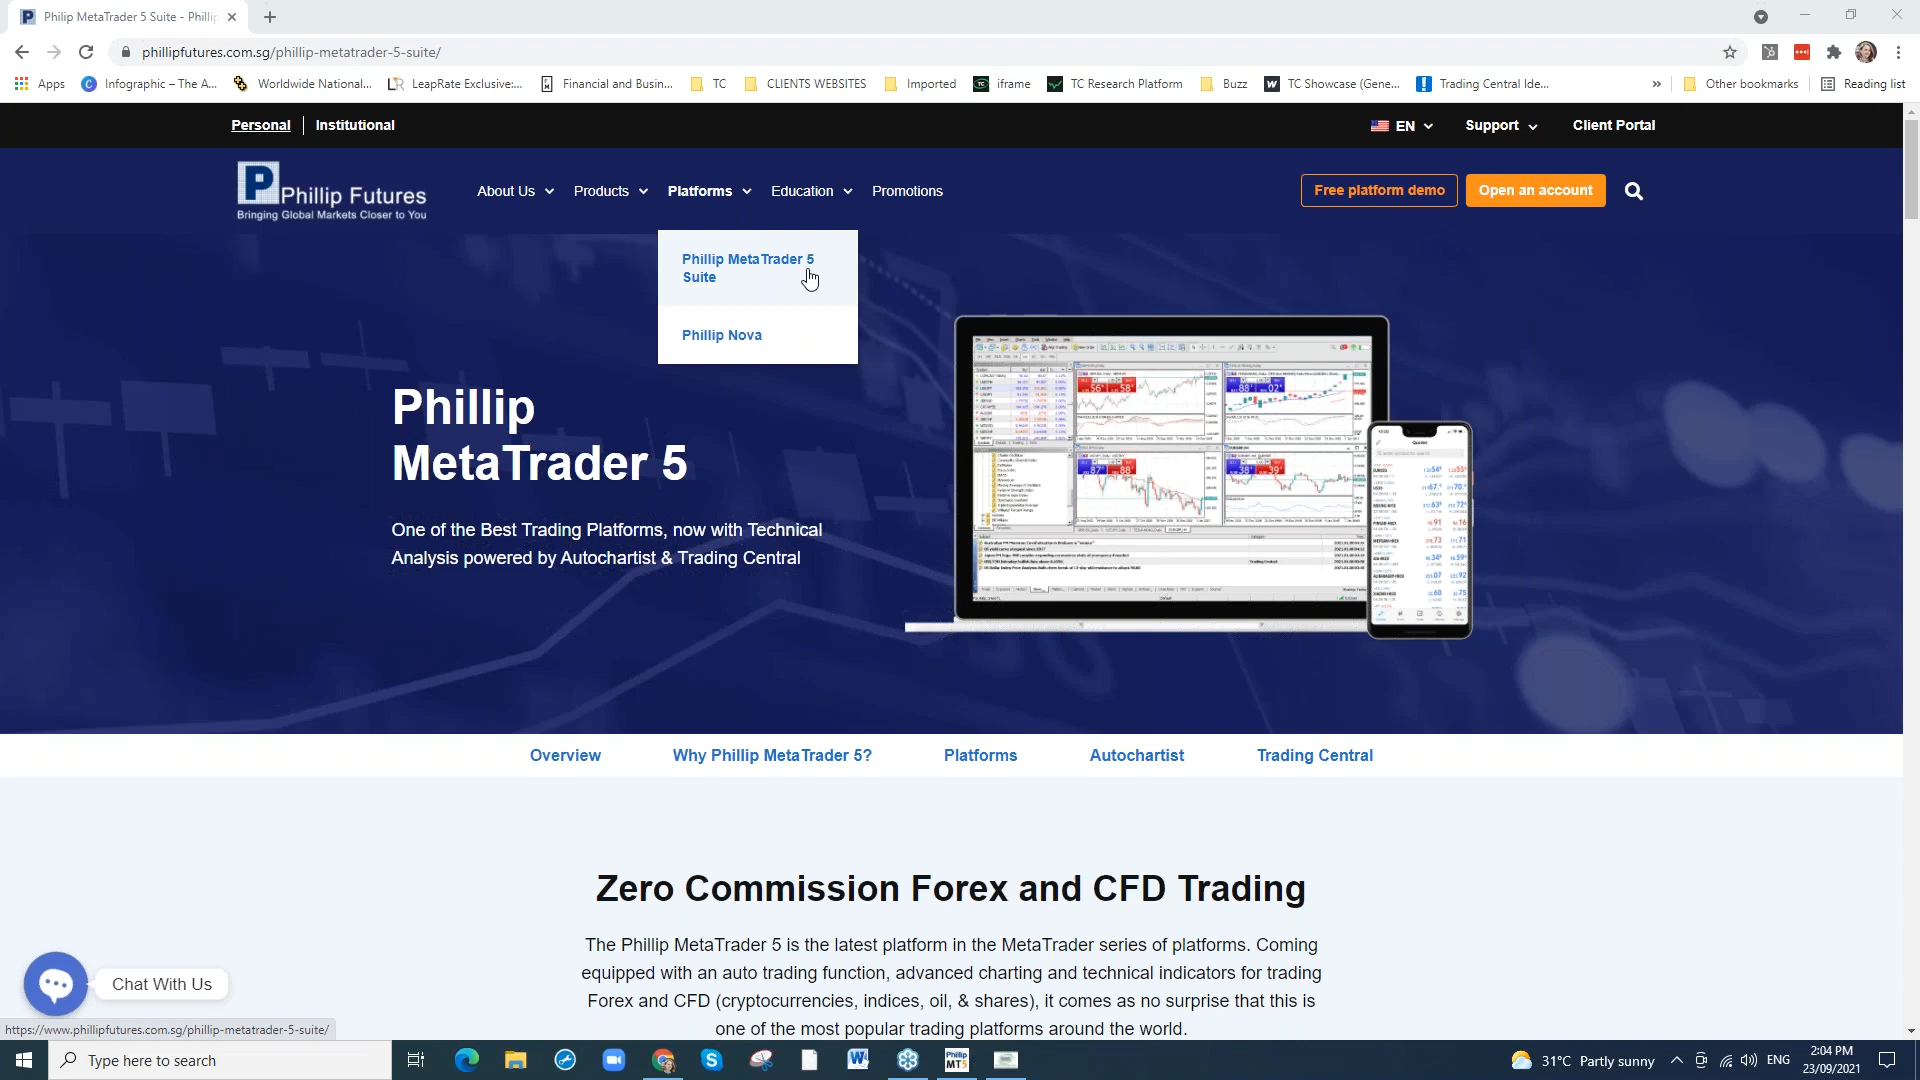 Philip MetaTrader 5 Suite - Phillip
phillipfutures.com.sg/phillip-metatrader-5-suite/
Apps
Infographic – The A...
Worldwide National...
LeapRate Exclusive:...
Financial and Busin...
TC
CLIENTS WEBSITES
Imported
iframe
TC Research Platform
Buzz
TC Showcase (Gene...
Trading Central Ide...
»
Other bookmarks
Reading list
Personal
Institutional
EN
Support
Client Portal
Phillip Futures
Bringing Global Markets Closer to You
About Us
Products
Platforms
Education
Promotions
Free platform demo
Open an account
Phillip MetaTrader 5
Suite
Phillip Nova
Phillip
MetaTrader 5
One of the Best Trading Platforms, now with Technical
Analysis powered by Autochartist & Trading Central
Overview
Why Phillip MetaTrader 5?
Platforms
Autochartist
Trading Central
Zero Commission Forex and CFD Trading
The Phillip MetaTrader 5 is the latest platform in the MetaTrader series of platforms. Coming
equipped with an auto trading function, advanced charting and technical indicators for trading
Forex and CFD (cryptocurrencies, indices, oil, & shares), it comes as no surprise that this is
one of the most popular trading platforms around the world.
Chat With Us
https://www.phillipfutures.com.sg/phillip-metatrader-5-suite/
Type here to search
Phillip
MT5
31°C Partly sunny
ENG
2:04 PM
23/09/2021